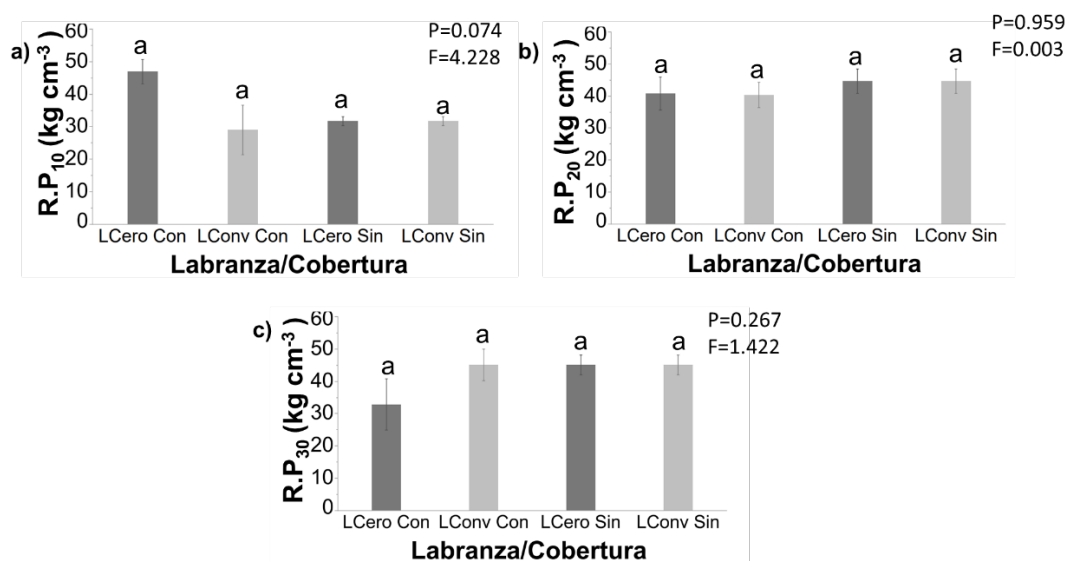 a)
R.P10 (kg cm-3)
60
50
40
30
20
10
0
a
a
a
a
P=0.074
F=4.228
LCero Con LConv Con LCero Sin LConv Sin
Labranza/Cobertura
b)
R.P20 (kg cm-3)
60
50
40
30
20
10
0
a
a
a
a
P=0.959
F=0.003
LCero Con LConv Con LCero Sin LConv Sin
Labranza/Cobertura
c)
R.P30 (kg cm-3)
60
50
40
30
20
10
0
a
a
a
a
P=0.267
F=1.422
LCero Con LConv Con LCero Sin LConv Sin
Labranza/Cobertura